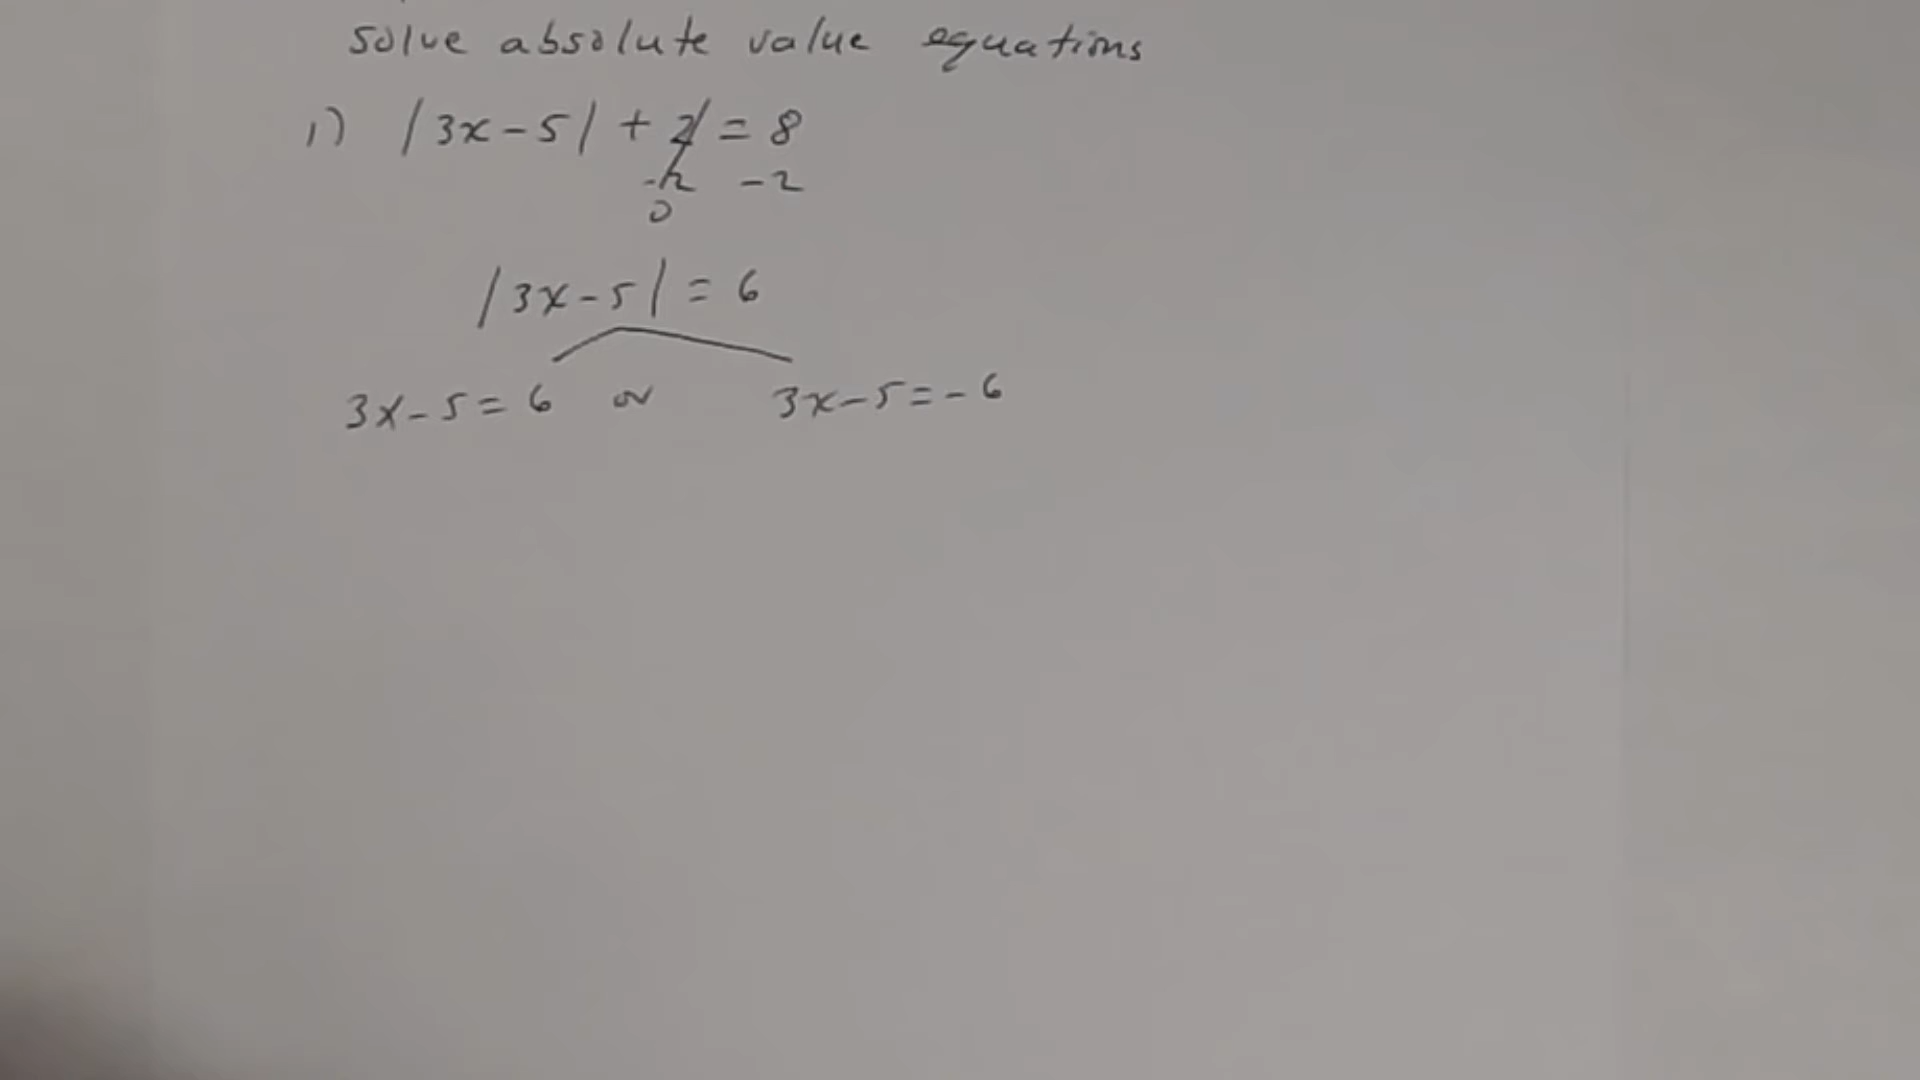 solve absolute value equations
1) |3x-5| + 2 = 8
-2 -2
0
|3x-5| = 6
3x-5=6 or 3x-5=-6